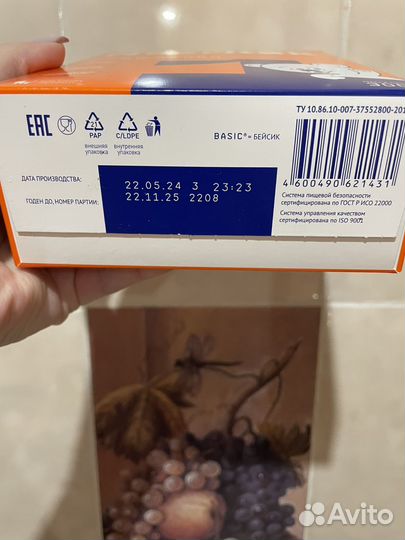 ТУ 10.86.10-007-37552800-201
EAC
21
PAP
внешняя
упаковка
C/LDPE
внутренняя
упаковка
BASIC® = БЕЙСИК
ДАТА ПРОИЗВОДСТВА:
22.05.24 3 23:23
ГОДЕН ДО, НОМЕР ПАРТИИ:
22.11.25 2208
4 600490 621431
Система пищевой безопасности
сертифицирована по ГОСТ Р ИСО 22000
Система управления качеством
сертифицирована по ISO 9001
Avito